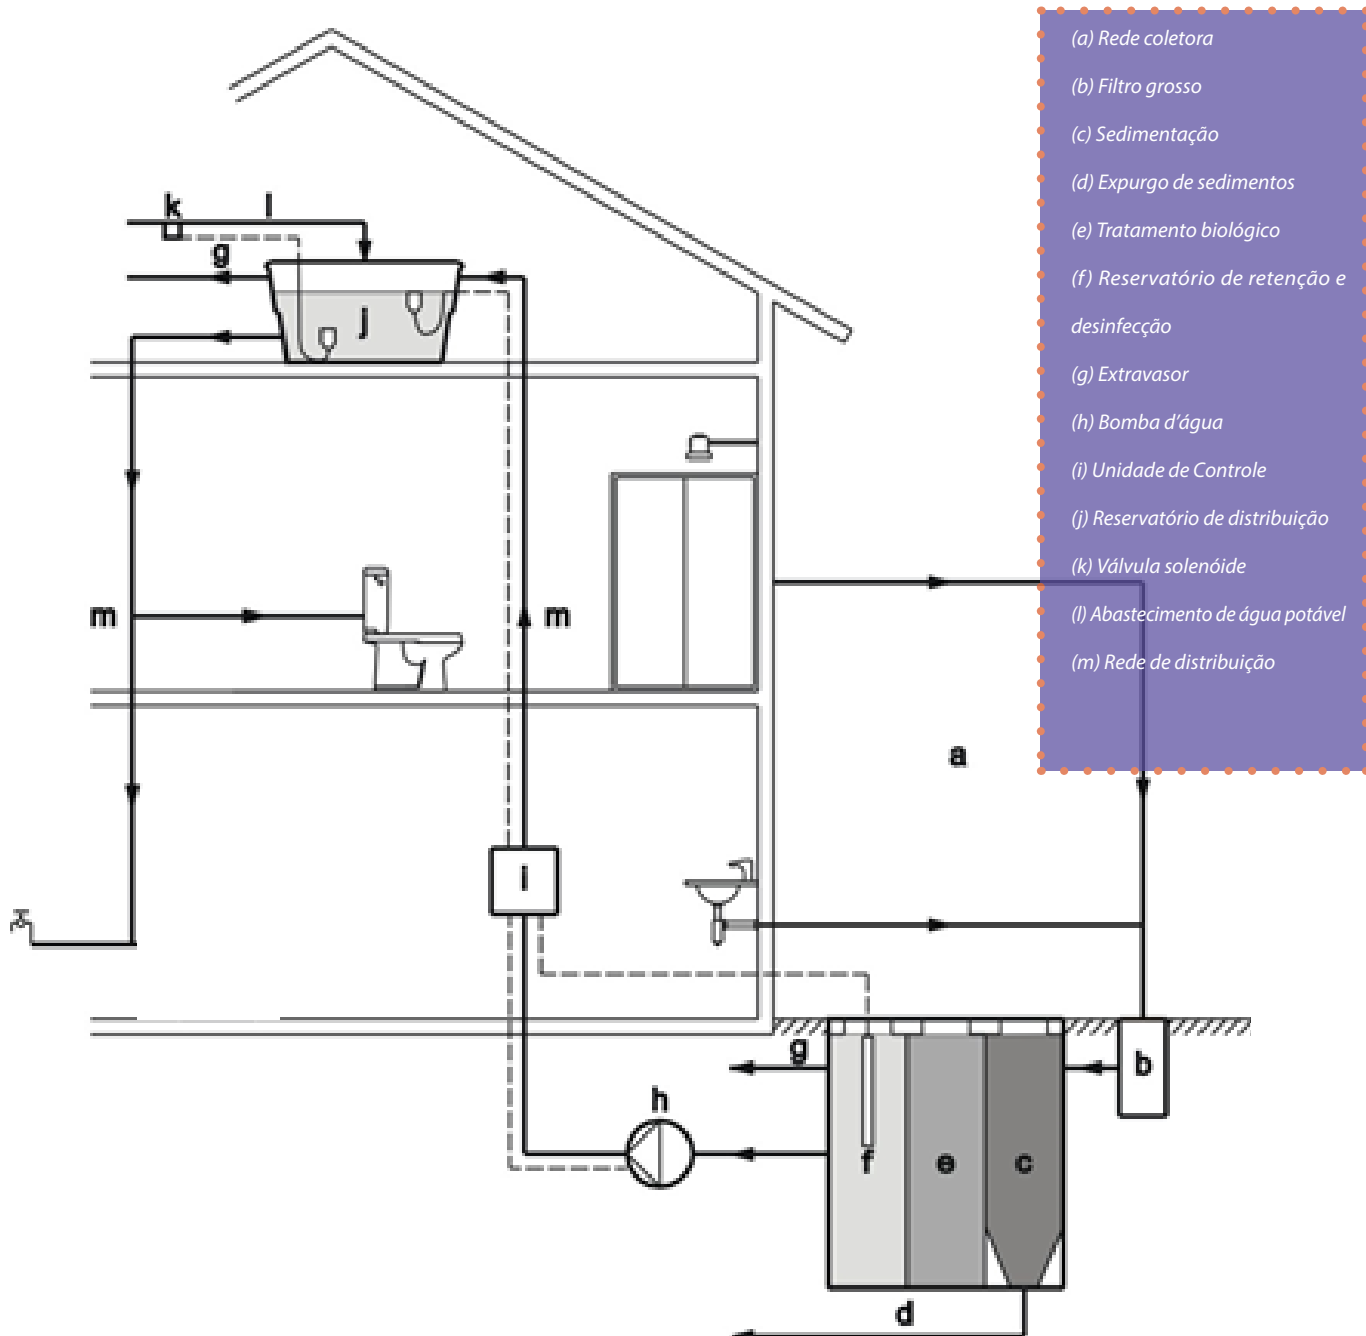 (a) Rede coletora
(b) Filtro grosso
(c) Sedimentação
(d) Expurgo de sedimentos
(e) Tratamento biológico
(f) Reservatório de retenção e
desinfecção
(g) Extravasor
(h) Bomba d'água
(i) Unidade de Controle
(j) Reservatório de distribuição
(k) Válvula solenóide
(l) Abastecimento de água potável
(m) Rede de distribuição
k
l
g
j
m
m
a
i
g
b
h
f
e
c
d